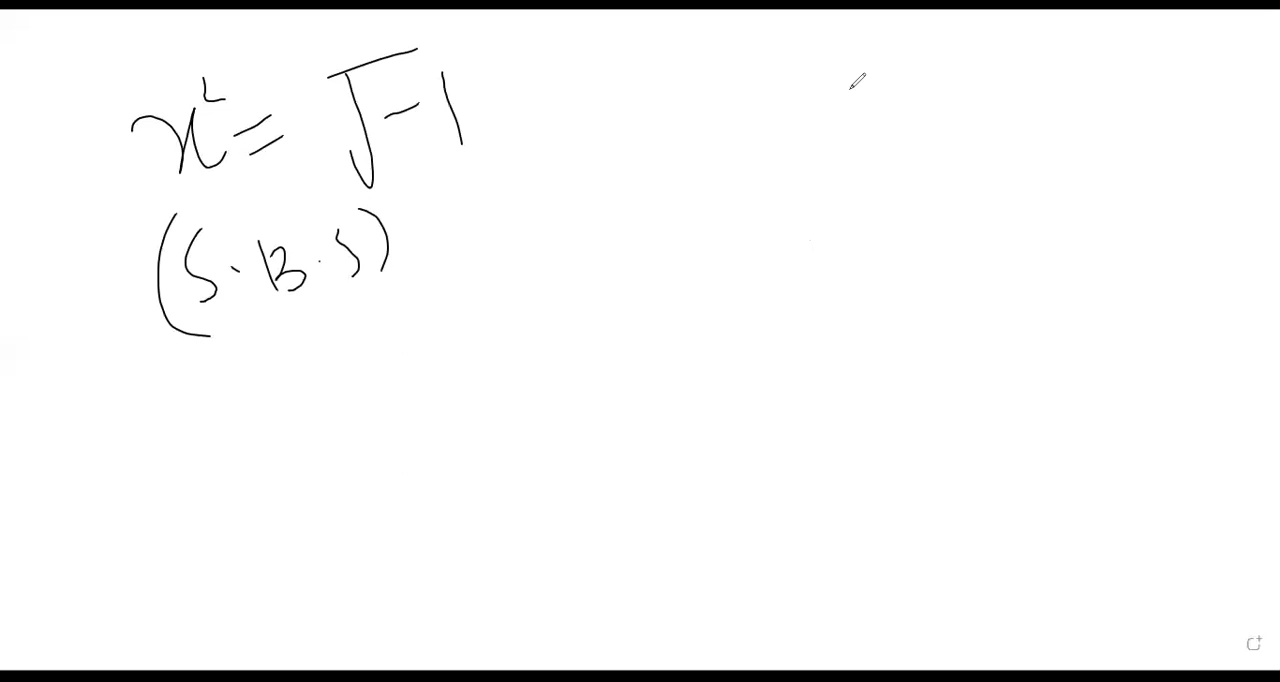 x² = √-1
(S.B.S)